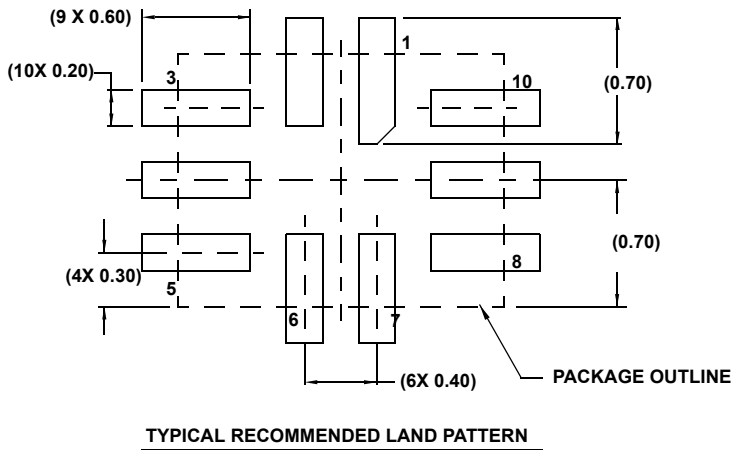 (9 X 0.60)
1
3
10
(0.70)
(10X 0.20)
(0.70)
(4X 0.30)
5
8
6
7
(6X 0.40)
PACKAGE OUTLINE
TYPICAL RECOMMENDED LAND PATTERN